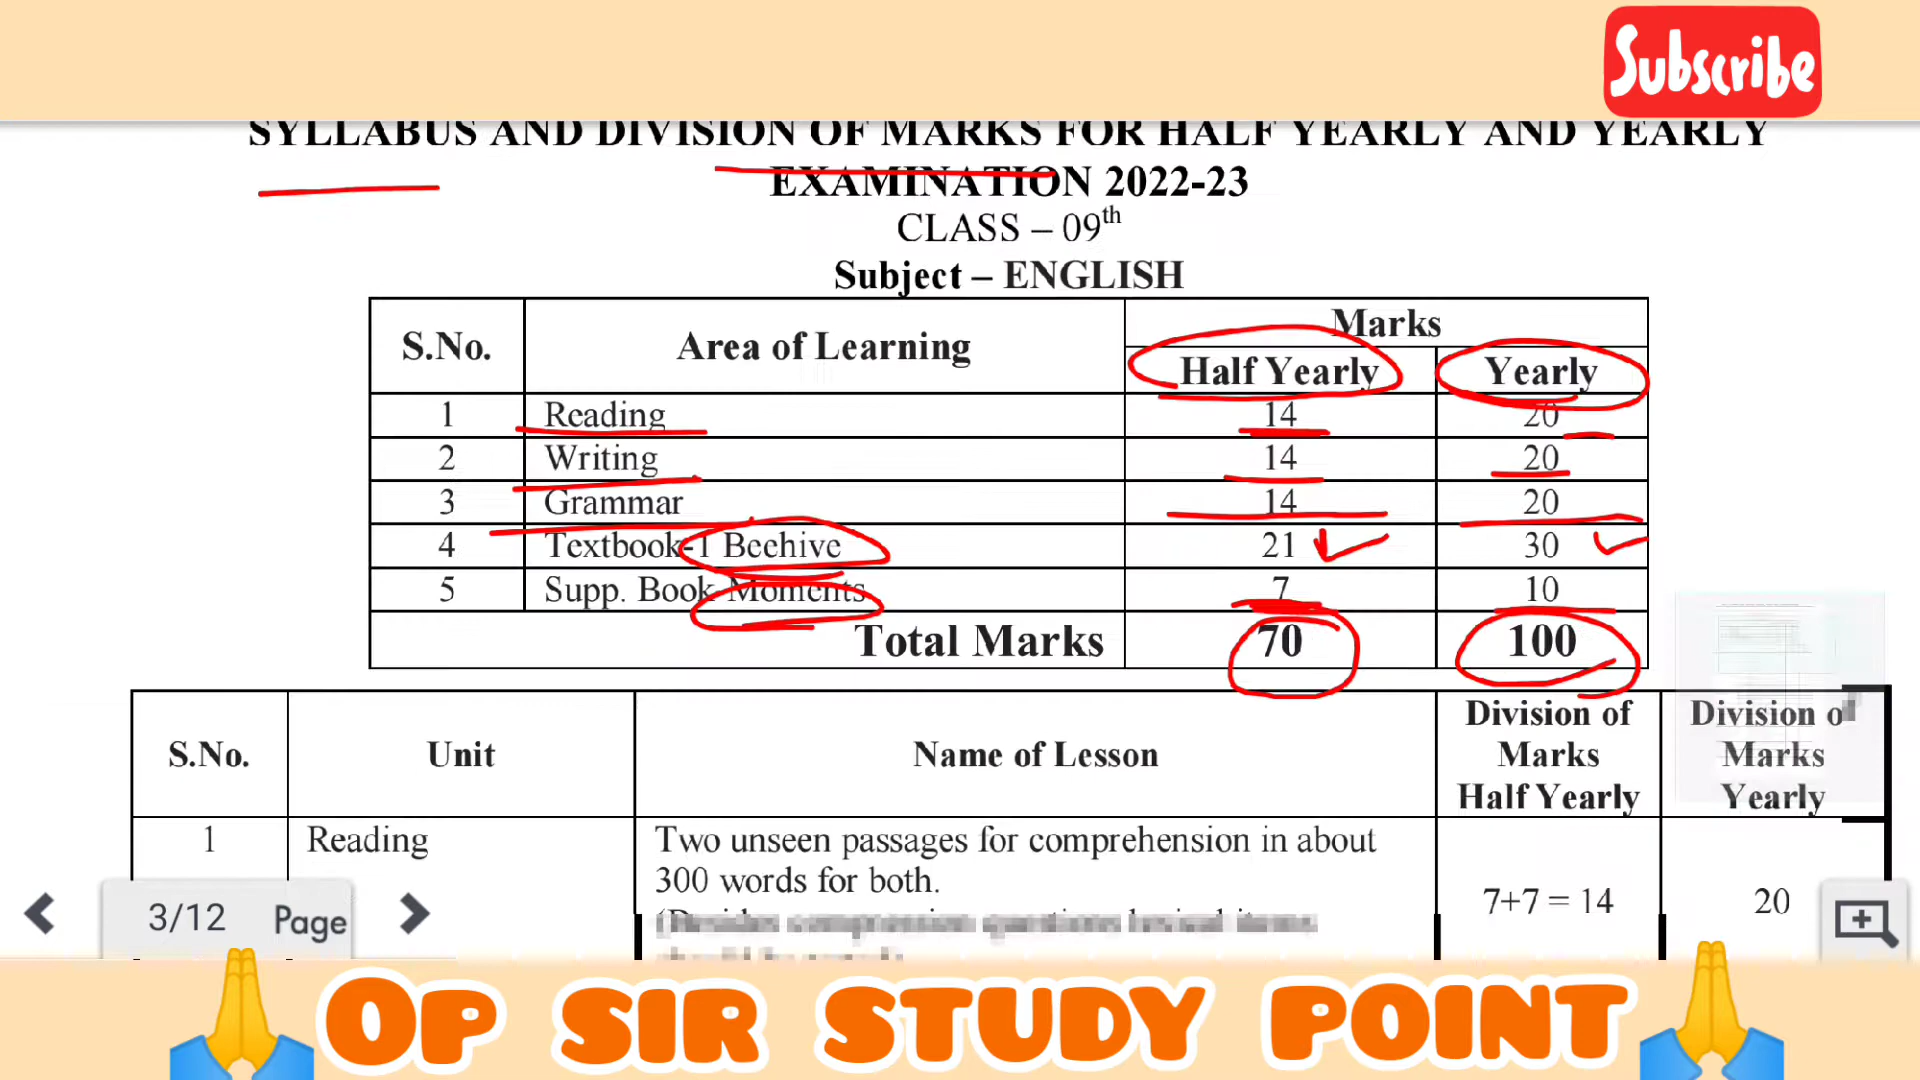 Subscribe
SYLLABUS AND DIVISION OF MARKS FOR HALF YEARLY AND YEARLY
EXAMINATION 2022-23
CLASS – 09th
Subject – ENGLISH
S.No. Area of Learning Marks
Half Yearly Yearly
1 Reading 14 20
2 Writing 14 20
3 Grammar 14 20
4 Textbook-1 Beehive 21 30
5 Supp. Book-Moments 7 10
Total Marks 70 100
S.No. Unit Name of Lesson Division of Marks Half Yearly Division of Marks Yearly
1 Reading Two unseen passages for comprehension in about
300 words for both.
7+7 = 14 20
3/12 Page
OP SIR STUDY POINT